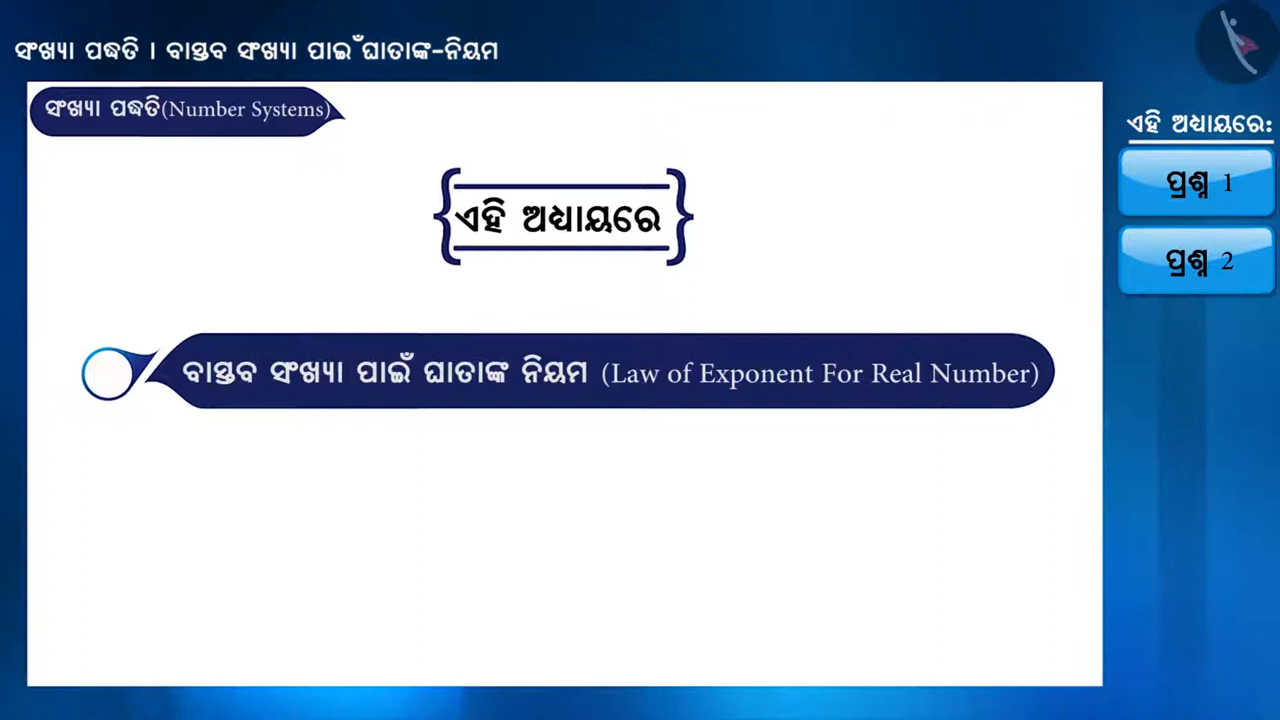 ସଂଖ୍ୟା ପଦ୍ଧତି । ବାସ୍ତବ ସଂଖ୍ୟା ପାଇଁ ଘାତାଙ୍କ-ନିୟମ
ସଂଖ୍ୟା ପଦ୍ଧତି(Number Systems)
ଏହି ଅଧ୍ୟାୟରେ
ବାସ୍ତବ ସଂଖ୍ୟା ପାଇଁ ଘାତାଙ୍କ ନିୟମ (Law of Exponent For Real Number)
ଏହି ଅଧ୍ୟାୟରେ:
ପ୍ରଶ୍ନ 1
ପ୍ରଶ୍ନ 2